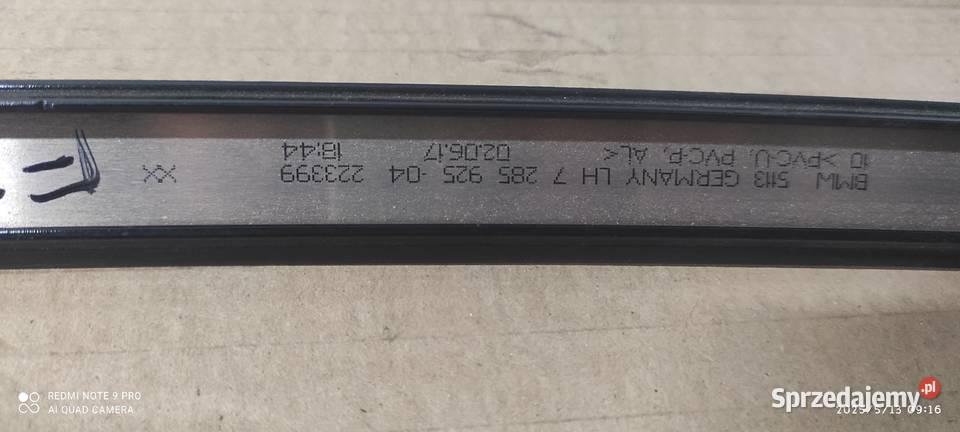 BMW 5113 GERMANY LH 7 285 925 -04 223399 XX
10 >PVC-U, PVC-P, AL< 02.06.17 18:44
REDMI NOTE 9 PRO
AI QUAD CAMERA
Sprzedajemy.pl
2025/5/13 09:16